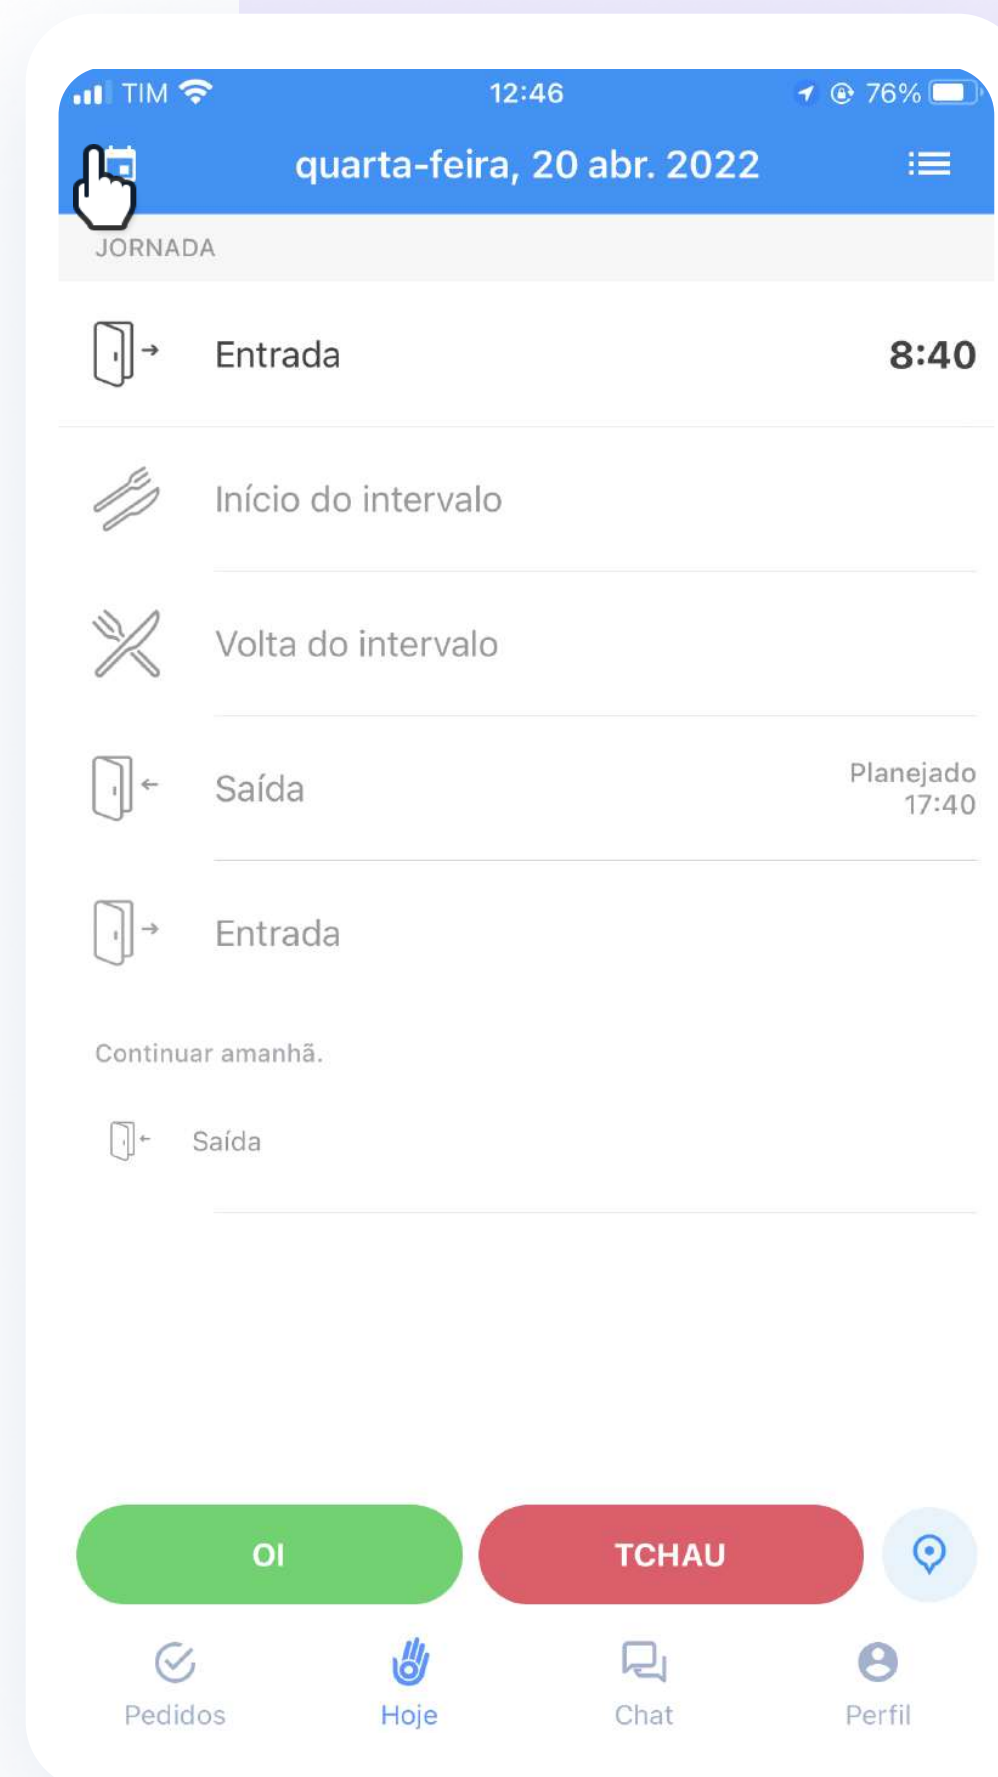 TIM 12:46 76%
quarta-feira, 20 abr. 2022
JORNADA
Entrada 8:40
Início do intervalo
Volta do intervalo
Saída Planejado 17:40
Entrada
Continuar amanhã.
Saída
OI TCHAU
Pedidos Hoje Chat Perfil